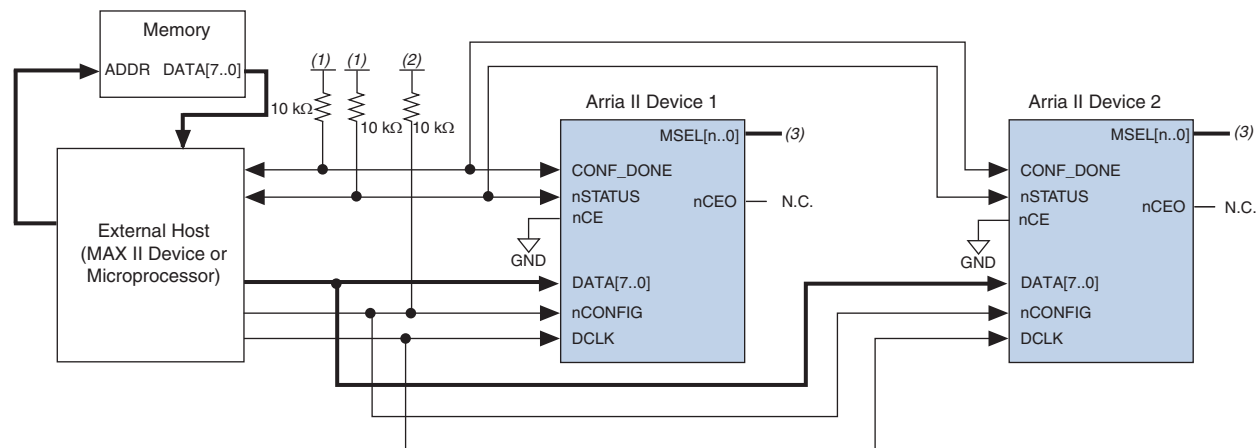 Memory
ADDR DATA[7..0]
10 kΩ
(1)
(1)
(2)
10 kΩ
10 kΩ
External Host
(MAX II Device or
Microprocessor)
Arria II Device 1
MSEL[n..0]
(3)
CONF_DONE
nSTATUS
nCE
nCEO
N.C.
GND
DATA[7..0]
nCONFIG
DCLK
Arria II Device 2
MSEL[n..0]
(3)
CONF_DONE
nSTATUS
nCE
nCEO
N.C.
GND
DATA[7..0]
nCONFIG
DCLK